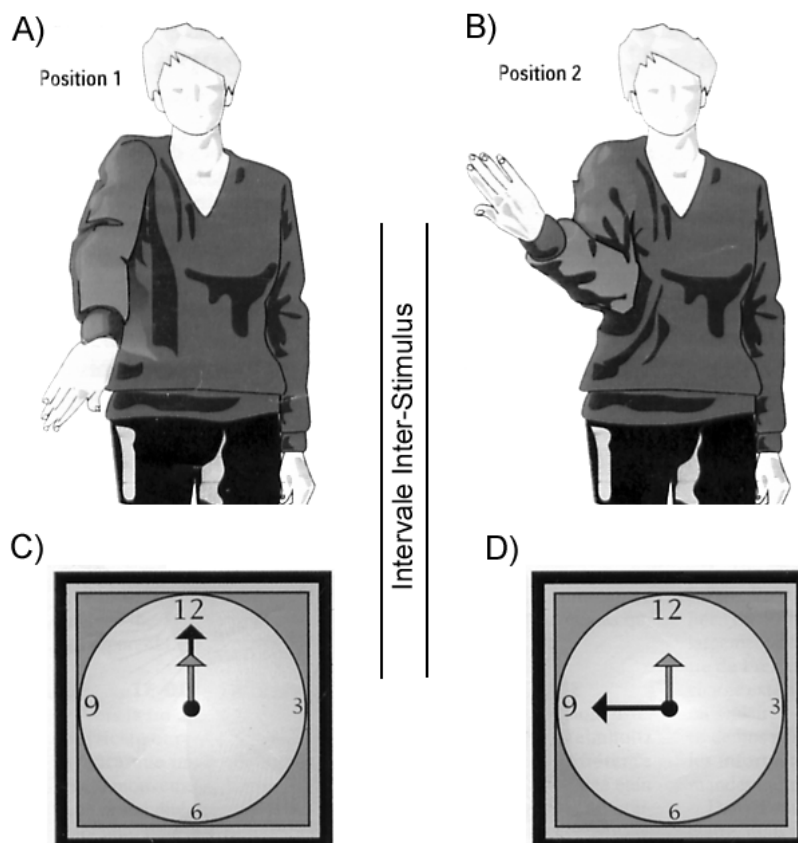 A)
Position 1
B)
Position 2
Intervale Inter-Stimulus
C)
12
9
3
6
D)
12
9
3
6